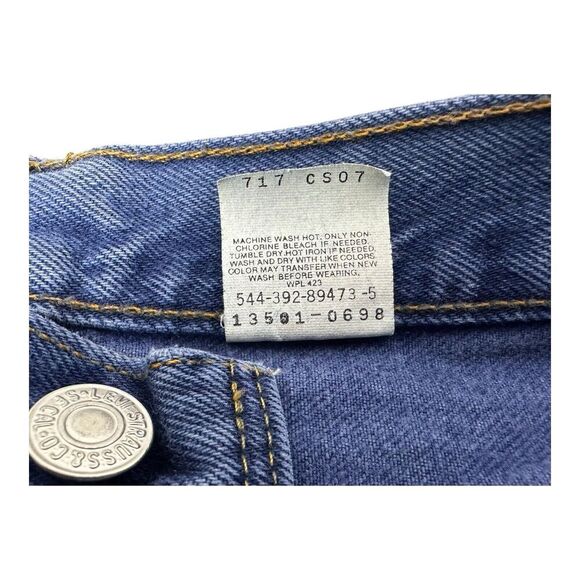 717 CS07
MACHINE WASH HOT. ONLY NON-
CHLORINE BLEACH IF NEEDED.
TUMBLE DRY. HOT IRON IF NEEDED.
WASH AND DRY WITH LIKE COLORS.
COLOR MAY TRANSFER WHEN NEW
WASH BEFORE WEARING.
WPL 423
544-392-89473-5
13501-0698
LEVI STRAUSS & CO. S.F. CAL.